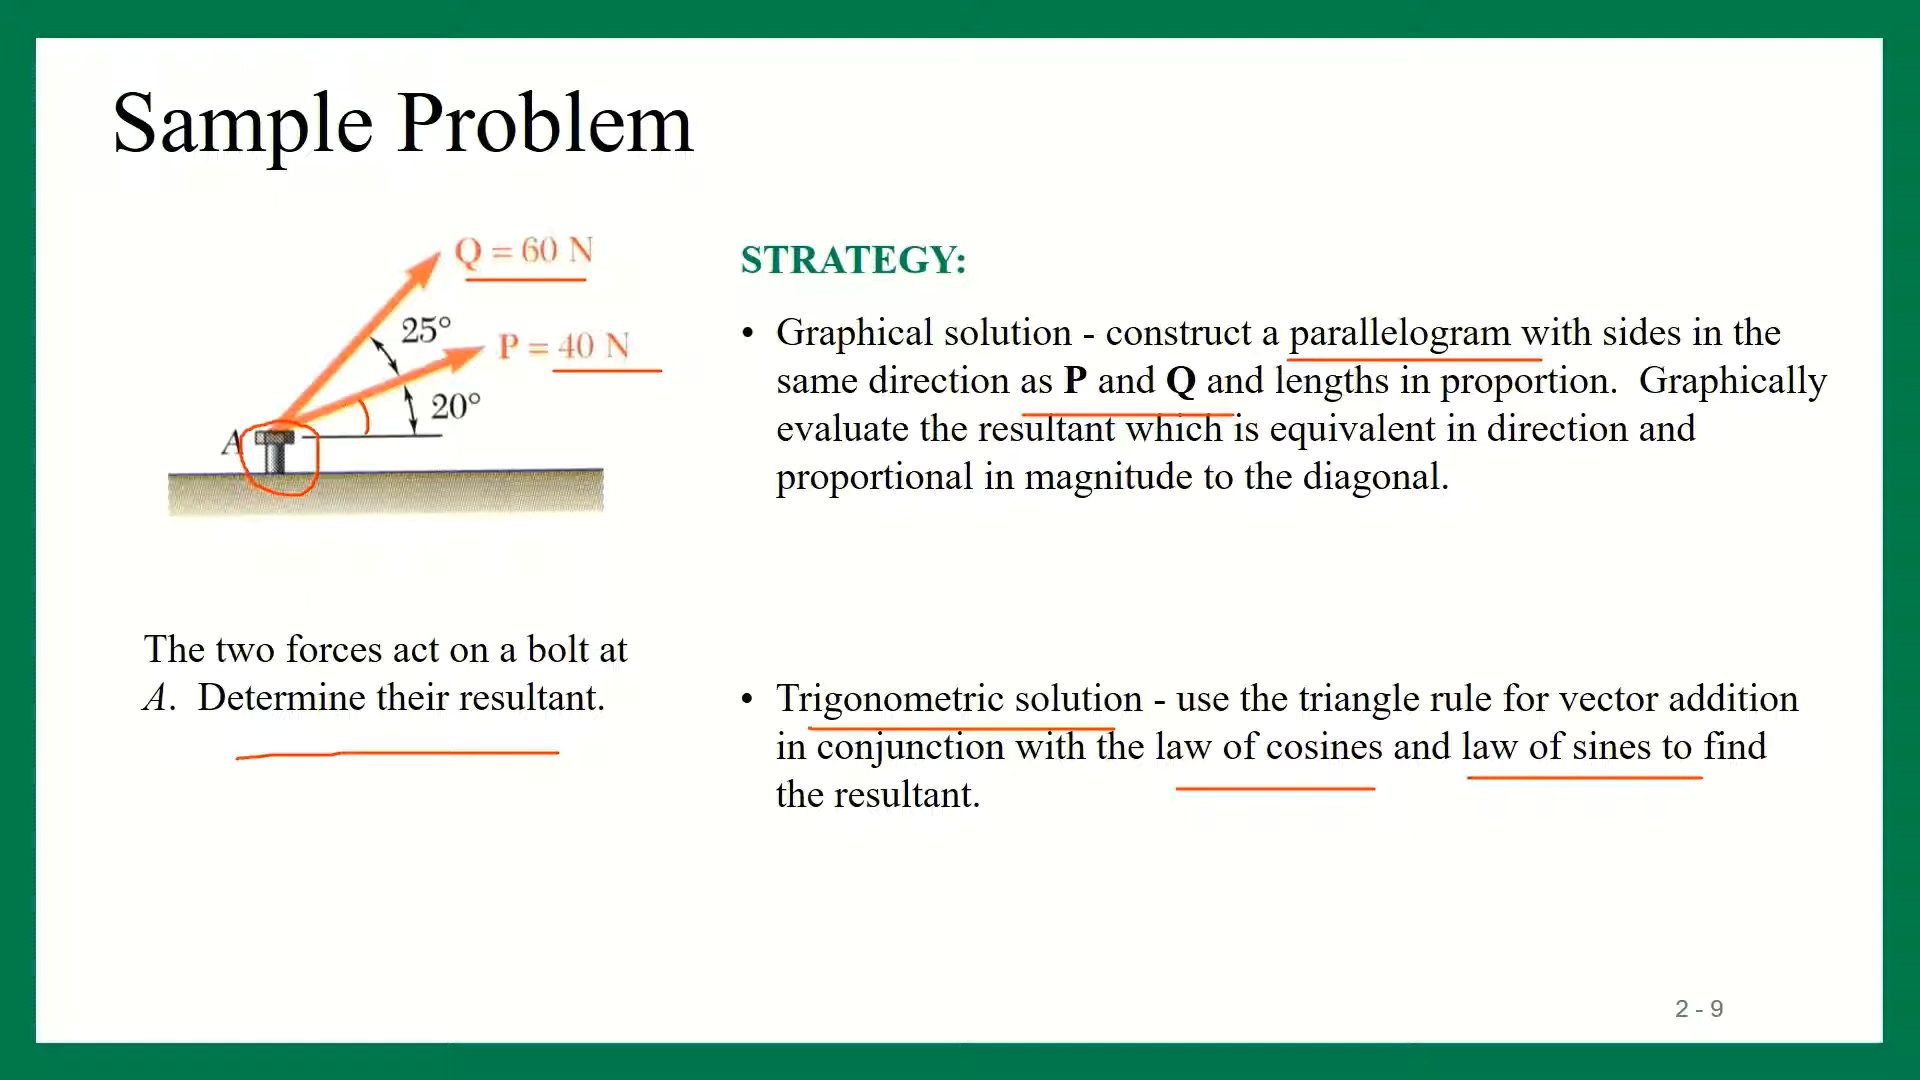 Sample Problem
Q = 60 N
25°
P = 40 N
20°
A
The two forces act on a bolt at
A. Determine their resultant.
STRATEGY:
• Graphical solution - construct a parallelogram with sides in the
same direction as P and Q and lengths in proportion. Graphically
evaluate the resultant which is equivalent in direction and
proportional in magnitude to the diagonal.
• Trigonometric solution - use the triangle rule for vector addition
in conjunction with the law of cosines and law of sines to find
the resultant.
2 - 9